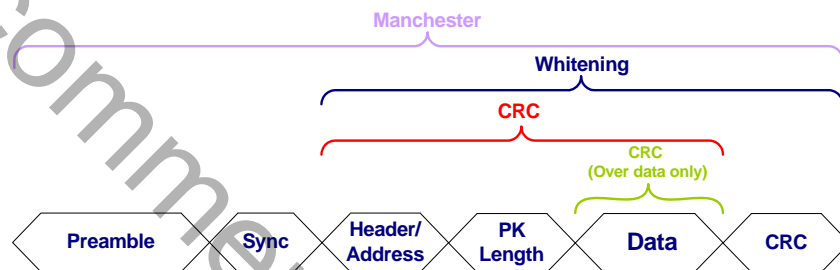 Manchester
Whitening
CRC
CRC
(Over data only)
Preamble
Sync
Header/
Address
PK
Length
Data
CRC